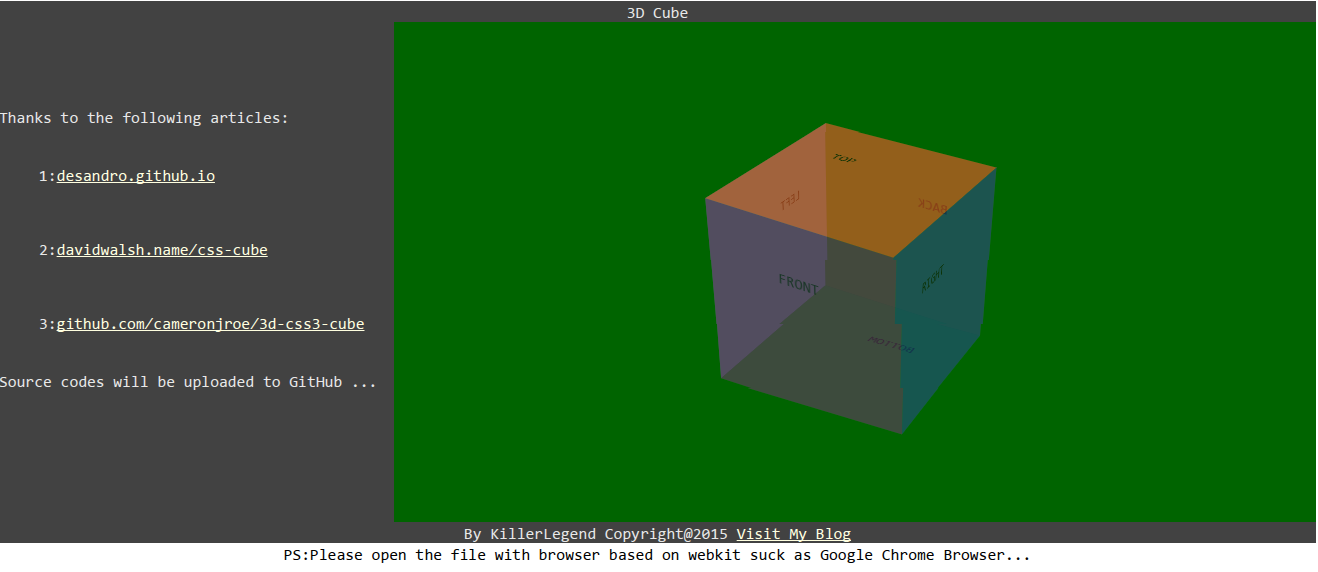 3D Cube
Thanks to the following articles:
1:desandro.github.io
2:davidwalsh.name/css-cube
3:github.com/cameronjroe/3d-css3-cube
Source codes will be uploaded to GitHub ...
TOP
LEFT
BACK
RIGHT
FRONT
BOTTOM
By KillerLegend Copyright@2015 Visit My Blog
PS:Please open the file with browser based on webkit suck as Google Chrome Browser...